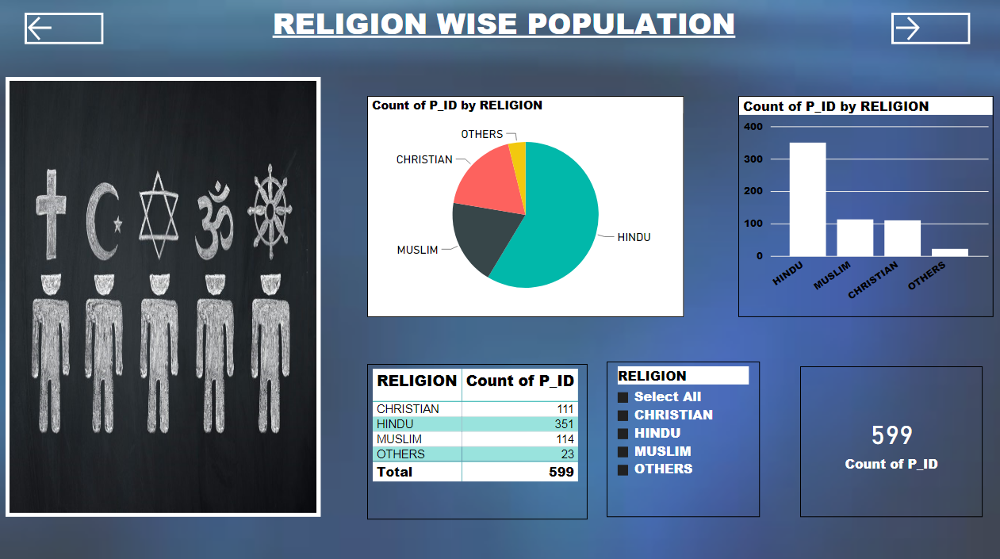 RELIGION WISE POPULATION
Count of P_ID by RELIGION
OTHERS
CHRISTIAN
MUSLIM
HINDU
Count of P_ID by RELIGION
400
300
200
100
0
HINDU
MUSLIM
CHRISTIAN
OTHERS
RELIGION Count of P_ID
CHRISTIAN 111
HINDU 351
MUSLIM 114
OTHERS 23
Total 599
RELIGION
Select All
CHRISTIAN
HINDU
MUSLIM
OTHERS
599
Count of P_ID